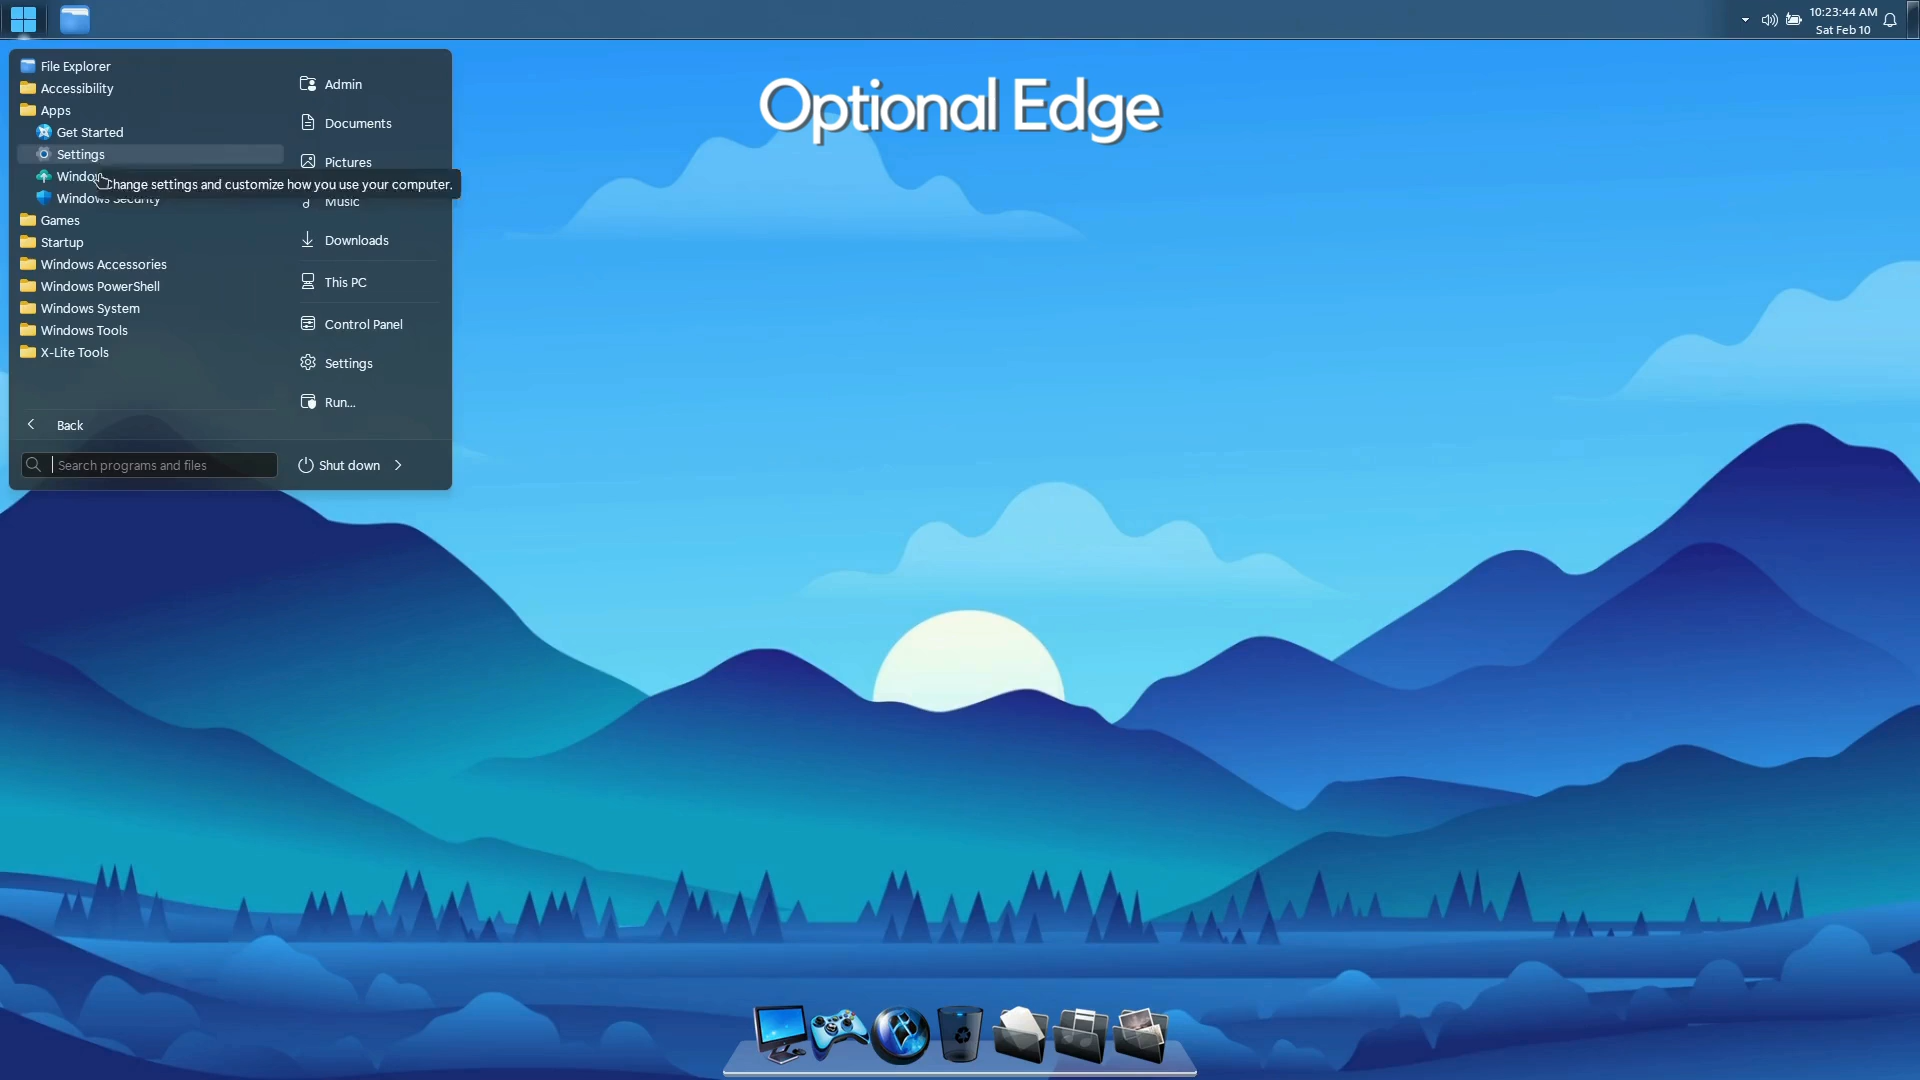 10:23:44 AM
Sat Feb 10
Optional Edge
File Explorer
Accessibility
Apps
Get Started
Settings
Change settings and customize how you use your computer.
Windows Security
Games
Startup
Windows Accessories
Windows PowerShell
Windows System
Windows Tools
X-Lite Tools
Back
Search programs and files
Admin
Documents
Pictures
Music
Downloads
This PC
Control Panel
Settings
Run...
Shut down